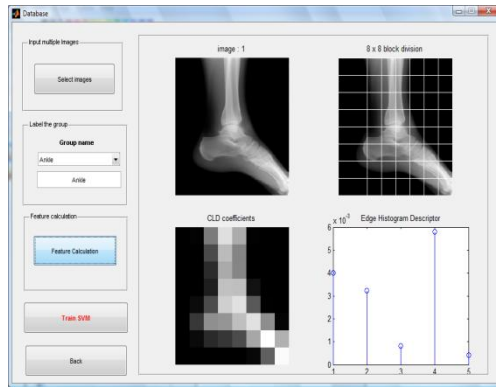 Database
Input multiple images
Select images
Label the group
Group name
Ankle
Ankle
Feature calculation
Feature Calculation
Train SVM
Back
image : 1
8 x 8 block division
CLD coefficients
Edge Histogram Descriptor
x 10
-3
6
5
4
3
2
1
0
1 2 3 4 5